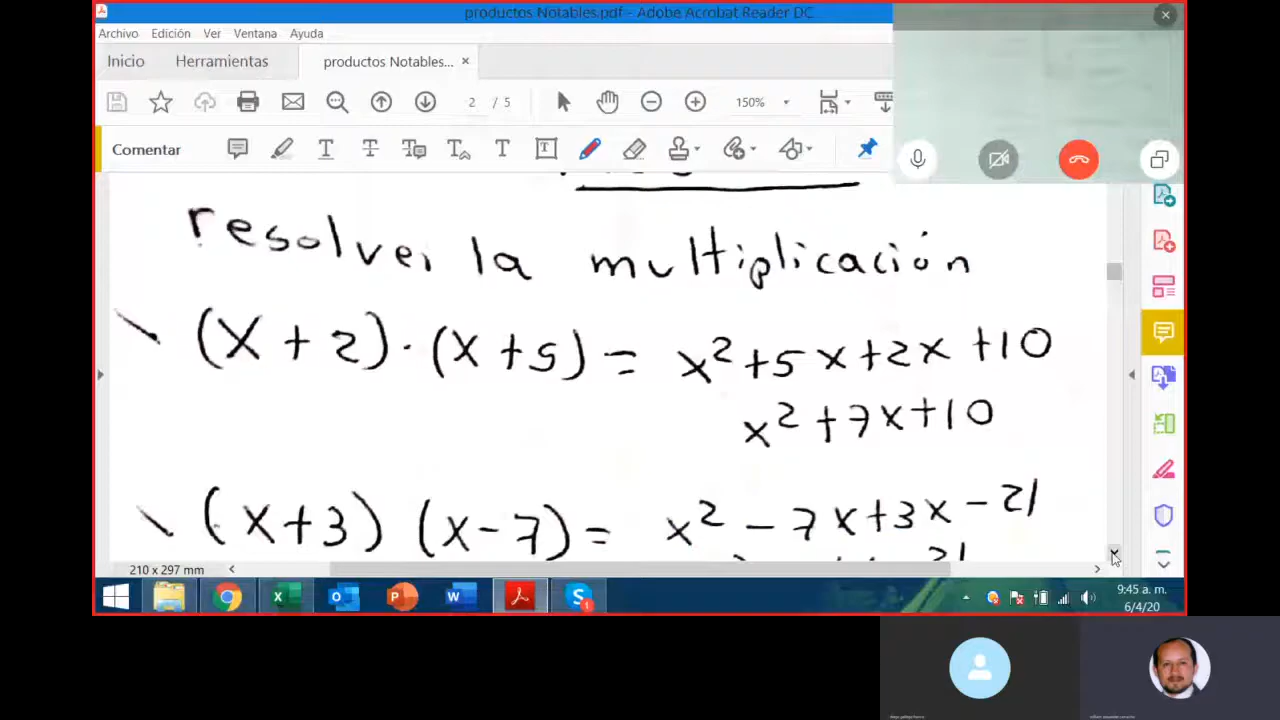 productos Notables.pdf - Adobe Acrobat Reader DC
Archivo Edición Ver Ventana Ayuda
Inicio Herramientas productos Notables... ×
2 / 5 150%
Comentar
resolver la multiplicación
(x + 2) · (x + 5) = x² + 5x + 2x + 10
x² + 7x + 10
(x + 3) (x - 7) = x² - 7x + 3x - 21
210 x 297 mm
9:45 a. m.
6/4/20